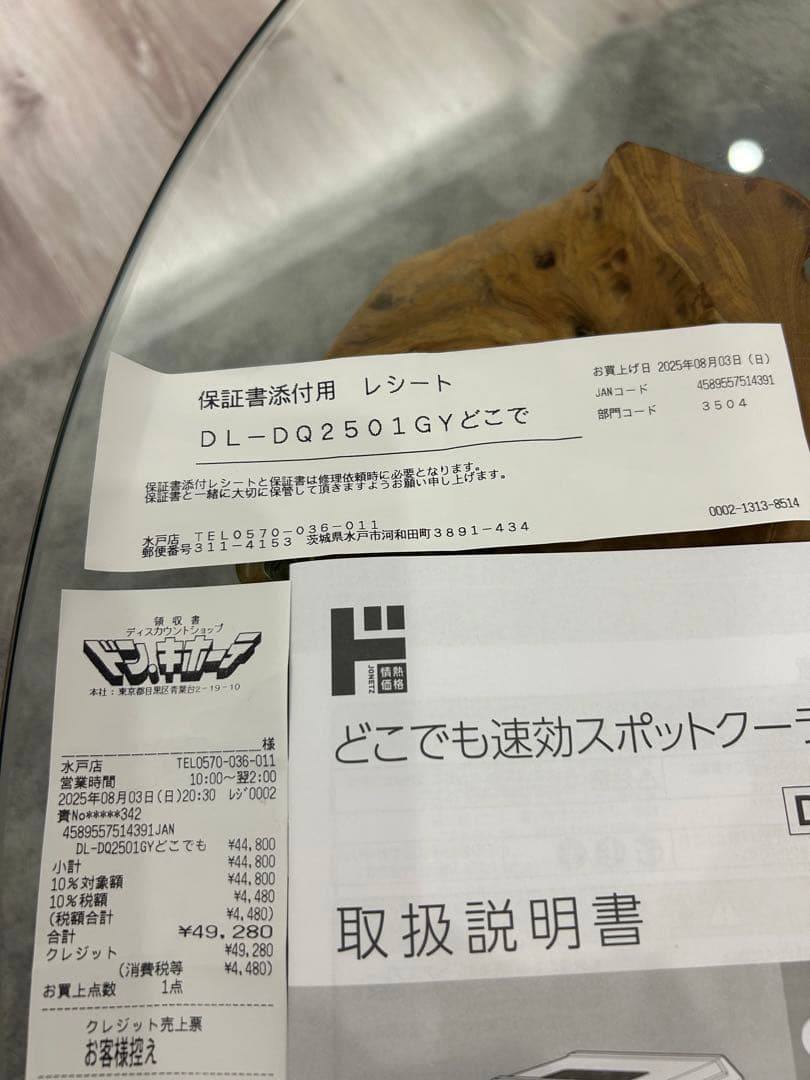 保証書添付用 レシート
お買上げ日 2025年08月03日(日)
JANコード 4589557514391
部門コード 3504
DL-DQ2501GYどこで
保証書添付レシートと保証書は修理依頼時に必要となります。
保証書と一緒に大切に保管して頂きますようお願い申し上げます。
0002-1313-8514
水戸店 TEL0570-036-011
郵便番号311-4153 茨城県水戸市河和田町3891-434
領収書
ディスカウントショップ
ドン.キホーテ
本社:東京都目黒区青葉台2-19-10
様
水戸店 TEL0570-036-011
営業時間 10:00~翌2:00
2025年08月03日(日)20:30 レジ0002
責No*****342
4589557514391JAN
DL-DQ2501GYどこでも ¥44,800
小計 ¥44,800
10%対象額 ¥44,800
10%税額 ¥4,480
(税額合計 ¥4,480)
合計 ¥49,280
クレジット ¥49,280
(消費税等 ¥4,480)
お買上点数 1点
クレジット売上票
お客様控え
ド
JONETZ
情熱
価格
どこでも速効スポットクーラ
D
取扱説明書